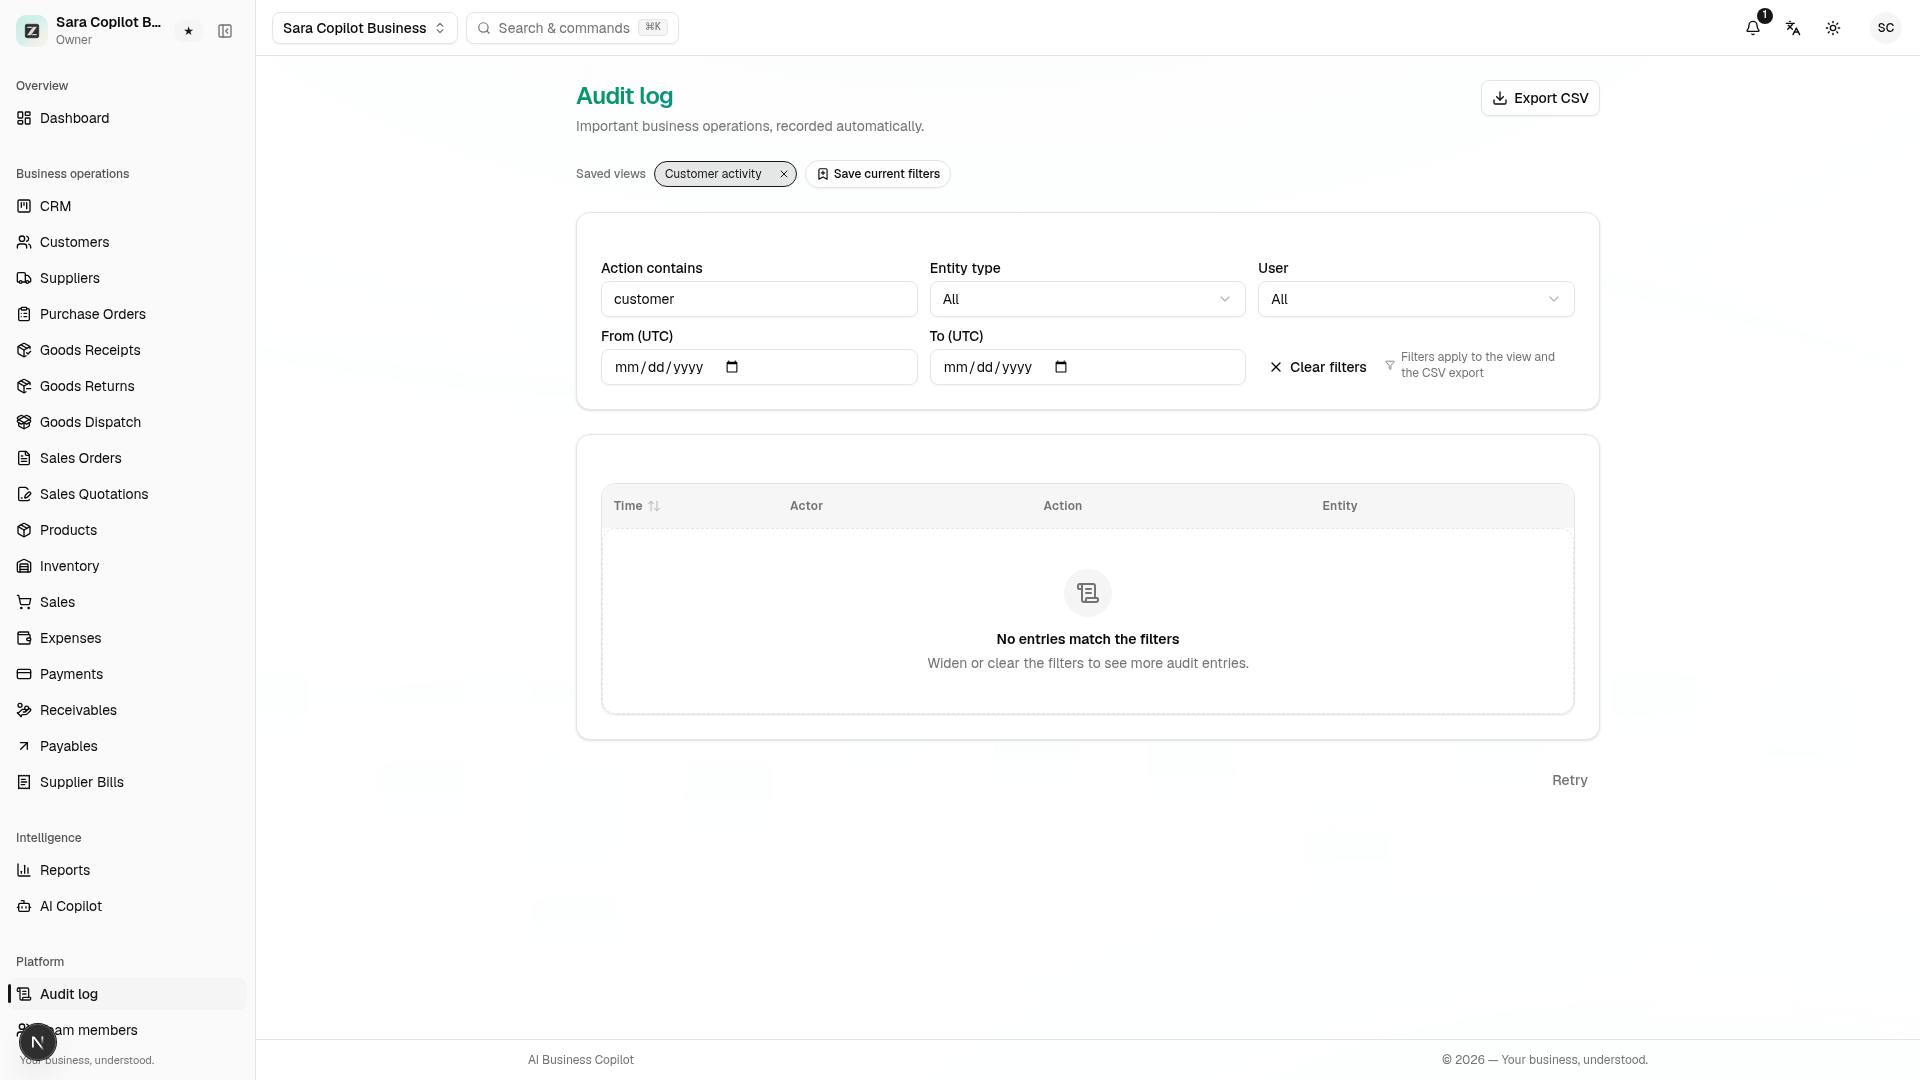 Sara Copilot B...
Owner
Sara Copilot Business
Search & commands
⌘K
1
SC
Overview
Dashboard
Business operations
CRM
Customers
Suppliers
Purchase Orders
Goods Receipts
Goods Returns
Goods Dispatch
Sales Orders
Sales Quotations
Products
Inventory
Sales
Expenses
Payments
Receivables
Payables
Supplier Bills
Intelligence
Reports
AI Copilot
Platform
Audit log
members
Your business, understood.
Audit log
Important business operations, recorded automatically.
Export CSV
Saved views
Customer activity
Save current filters
Action contains
Entity type
User
customer
All
All
From (UTC)
To (UTC)
mm/dd/yyyy
mm/dd/yyyy
Clear filters
Filters apply to the view and
the CSV export
Time
Actor
Action
Entity
No entries match the filters
Widen or clear the filters to see more audit entries.
Retry
AI Business Copilot
© 2026 — Your business, understood.